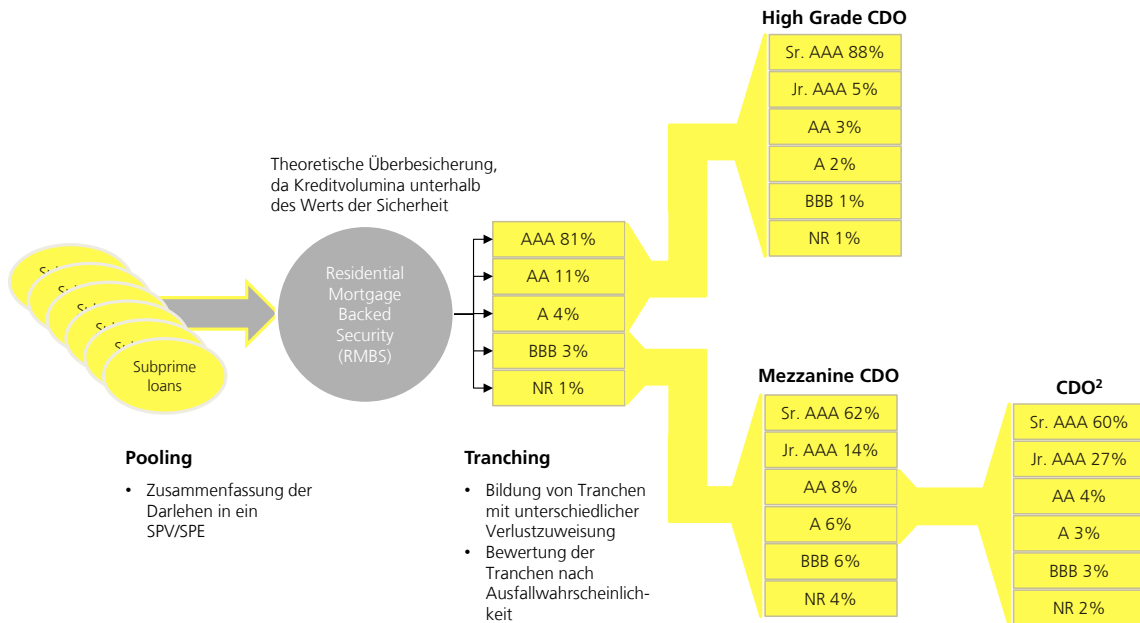 High Grade CDO
Sr. AAA 88%
Jr. AAA 5%
AA 3%
A 2%
BBB 1%
NR 1%
Theoretische Überbesicherung,
da Kreditvolumina unterhalb
des Werts der Sicherheit
Subprime
loans
Residential
Mortgage
Backed
Security
(RMBS)
AAA 81%
AA 11%
A 4%
BBB 3%
NR 1%
Pooling
• Zusammenfassung der
Darlehen in ein
SPV/SPE
Tranching
• Bildung von Tranchen
mit unterschiedlicher
Verlustzuweisung
• Bewertung der
Tranchen nach
Ausfallwahrscheinlich-
keit
Mezzanine CDO
Sr. AAA 62%
Jr. AAA 14%
AA 8%
A 6%
BBB 6%
NR 4%
CDO²
Sr. AAA 60%
Jr. AAA 27%
AA 4%
A 3%
BBB 3%
NR 2%